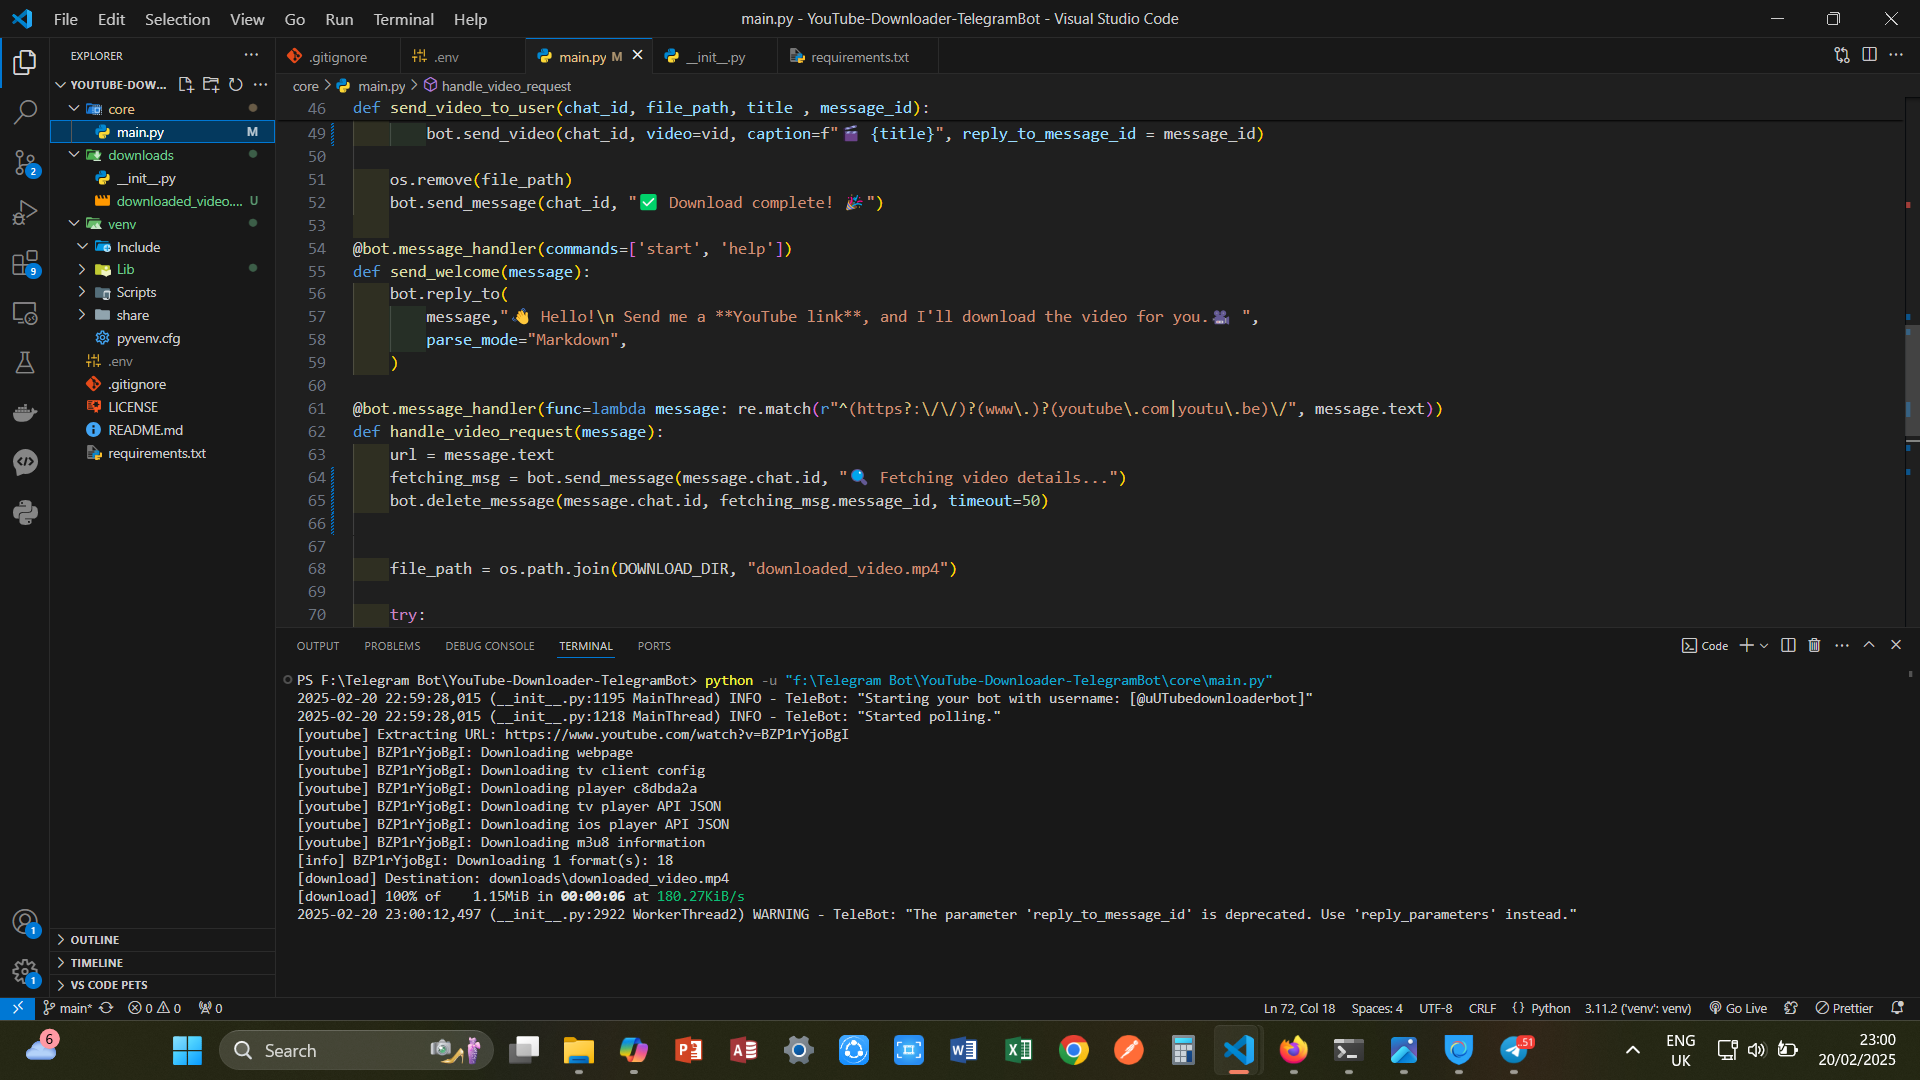 File Edit Selection View Go Run Terminal Help
main.py - YouTube-Downloader-TelegramBot - Visual Studio Code
EXPLORER
YOUTUBE-DOW...
core
main.py M
downloads
__init__.py
downloaded_video.... U
venv
Include
Lib
Scripts
share
pyvenv.cfg
.env
.gitignore
LICENSE
README.md
requirements.txt
OUTLINE
TIMELINE
VS CODE PETS
2
9
1
1
.gitignore .env main.py M __init__.py requirements.txt
core > main.py > handle_video_request
46 def send_video_to_user(chat_id, file_path, title , message_id):
49 bot.send_video(chat_id, video=vid, caption=f"🎬 {title}", reply_to_message_id = message_id)
50
51 os.remove(file_path)
52 bot.send_message(chat_id, "✅ Download complete! 🎉")
53
54 @bot.message_handler(commands=['start', 'help'])
55 def send_welcome(message):
56 bot.reply_to(
57 message,"👋 Hello!\n Send me a **YouTube link**, and I'll download the video for you.🎥 ",
58 parse_mode="Markdown",
59 )
60
61 @bot.message_handler(func=lambda message: re.match(r"^(https?:\/\/)?(www\.)?(youtube\.com|youtu\.be)\/", message.text))
62 def handle_video_request(message):
63 url = message.text
64 fetching_msg = bot.send_message(message.chat.id, "🔍 Fetching video details...")
65 bot.delete_message(message.chat.id, fetching_msg.message_id, timeout=50)
66
67
68 file_path = os.path.join(DOWNLOAD_DIR, "downloaded_video.mp4")
69
70 try:
OUTPUT PROBLEMS DEBUG CONSOLE TERMINAL PORTS
Code
PS F:\Telegram Bot\YouTube-Downloader-TelegramBot> python -u "f:\Telegram Bot\YouTube-Downloader-TelegramBot\core\main.py"
2025-02-20 22:59:28,015 (__init__.py:1195 MainThread) INFO - TeleBot: "Starting your bot with username: [@uUTubedownloaderbot]"
2025-02-20 22:59:28,015 (__init__.py:1218 MainThread) INFO - TeleBot: "Started polling."
[youtube] Extracting URL: https://www.youtube.com/watch?v=BZP1rYjoBgI
[youtube] BZP1rYjoBgI: Downloading webpage
[youtube] BZP1rYjoBgI: Downloading tv client config
[youtube] BZP1rYjoBgI: Downloading player c8dbda2a
[youtube] BZP1rYjoBgI: Downloading tv player API JSON
[youtube] BZP1rYjoBgI: Downloading ios player API JSON
[youtube] BZP1rYjoBgI: Downloading m3u8 information
[info] BZP1rYjoBgI: Downloading 1 format(s): 18
[download] Destination: downloads\downloaded_video.mp4
[download] 100% of 1.15MiB in 00:00:06 at 180.27KiB/s
2025-02-20 23:00:12,497 (__init__.py:2922 WorkerThread2) WARNING - TeleBot: "The parameter 'reply_to_message_id' is deprecated. Use 'reply_parameters' instead."
main* 0 0 0
Ln 72, Col 18 Spaces: 4 UTF-8 CRLF {} Python 3.11.2 ('venv': venv) Go Live Prettier
6
Search
51
ENG
UK
23:00
20/02/2025